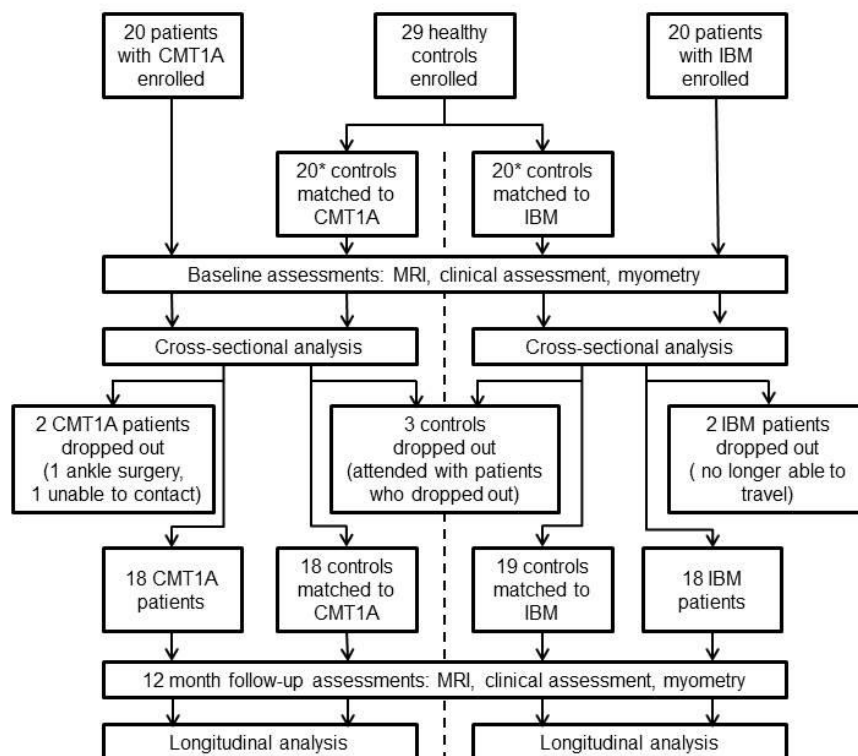 20 patients
with CMT1A
enrolled
29 healthy
controls
enrolled
20 patients
with IBM
enrolled
20* controls
matched to
CMT1A
20* controls
matched to
IBM
Baseline assessments: MRI, clinical assessment, myometry
Cross-sectional analysis
Cross-sectional analysis
2 CMT1A patients
dropped out
(1 ankle surgery,
1 unable to contact)
3 controls
dropped out
(attended with patients
who dropped out)
2 IBM patients
dropped out
( no longer able to
travel)
18 CMT1A
patients
18 controls
matched to
CMT1A
19 controls
matched to
IBM
18 IBM
patients
12 month follow-up assessments: MRI, clinical assessment, myometry
Longitudinal analysis
Longitudinal analysis